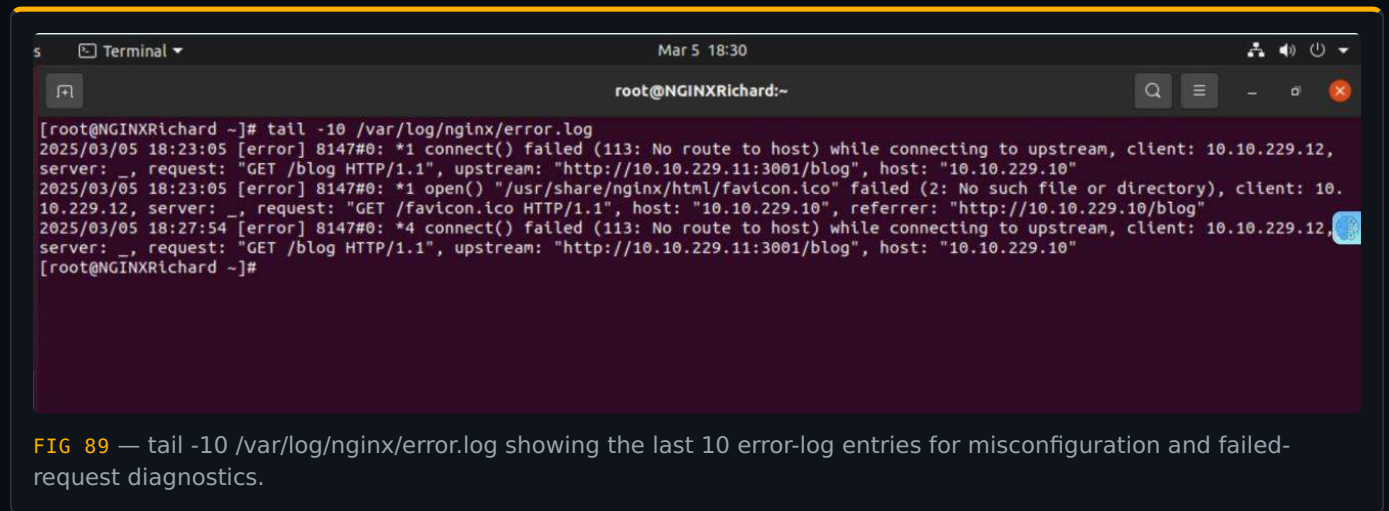 s Terminal Mar 5 18:30
root@NGINXRichard:~
[root@NGINXRichard ~]# tail -10 /var/log/nginx/error.log
2025/03/05 18:23:05 [error] 8147#0: *1 connect() failed (113: No route to host) while connecting to upstream, client: 10.10.229.12,
server: _, request: "GET /blog HTTP/1.1", upstream: "http://10.10.229.11:3001/blog", host: "10.10.229.10"
2025/03/05 18:23:05 [error] 8147#0: *1 open() "/usr/share/nginx/html/favicon.ico" failed (2: No such file or directory), client: 10.
10.229.12, server: _, request: "GET /favicon.ico HTTP/1.1", host: "10.10.229.10", referrer: "http://10.10.229.10/blog"
2025/03/05 18:27:54 [error] 8147#0: *4 connect() failed (113: No route to host) while connecting to upstream, client: 10.10.229.12,
server: _, request: "GET /blog HTTP/1.1", upstream: "http://10.10.229.11:3001/blog", host: "10.10.229.10"
[root@NGINXRichard ~]#
FIG 89 — tail -10 /var/log/nginx/error.log showing the last 10 error-log entries for misconfiguration and failed-
request diagnostics.